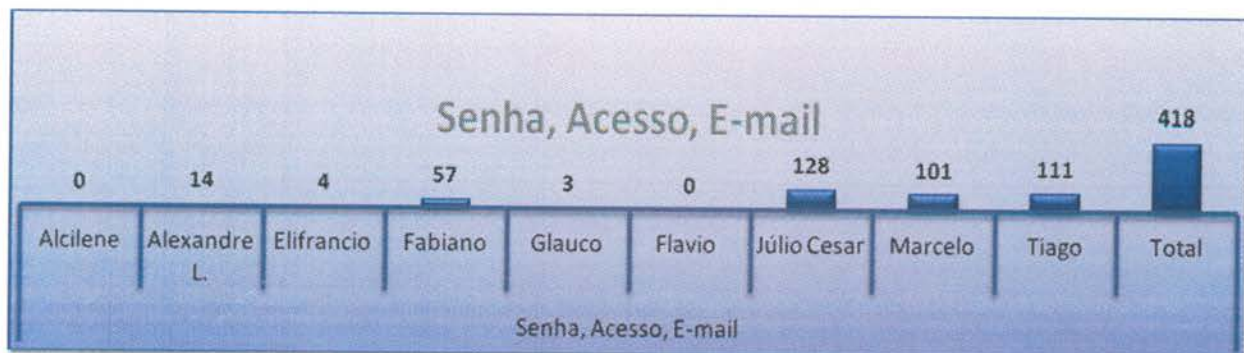 Senha, Acesso, E-mail
0 14 4 57 3 0 128 101 111 418
Alcilene Alexandre L. Elifrancio Fabiano Glauco Flavio Júlio Cesar Marcelo Tiago Total
Senha, Acesso, E-mail